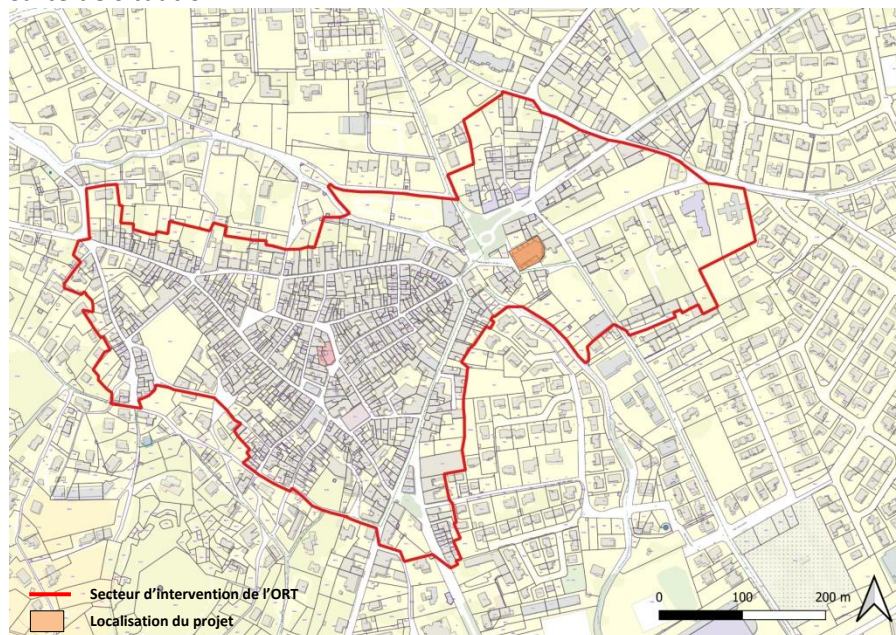 Secteur d'intervention de l'ORT
Localisation du projet
0 100 200 m